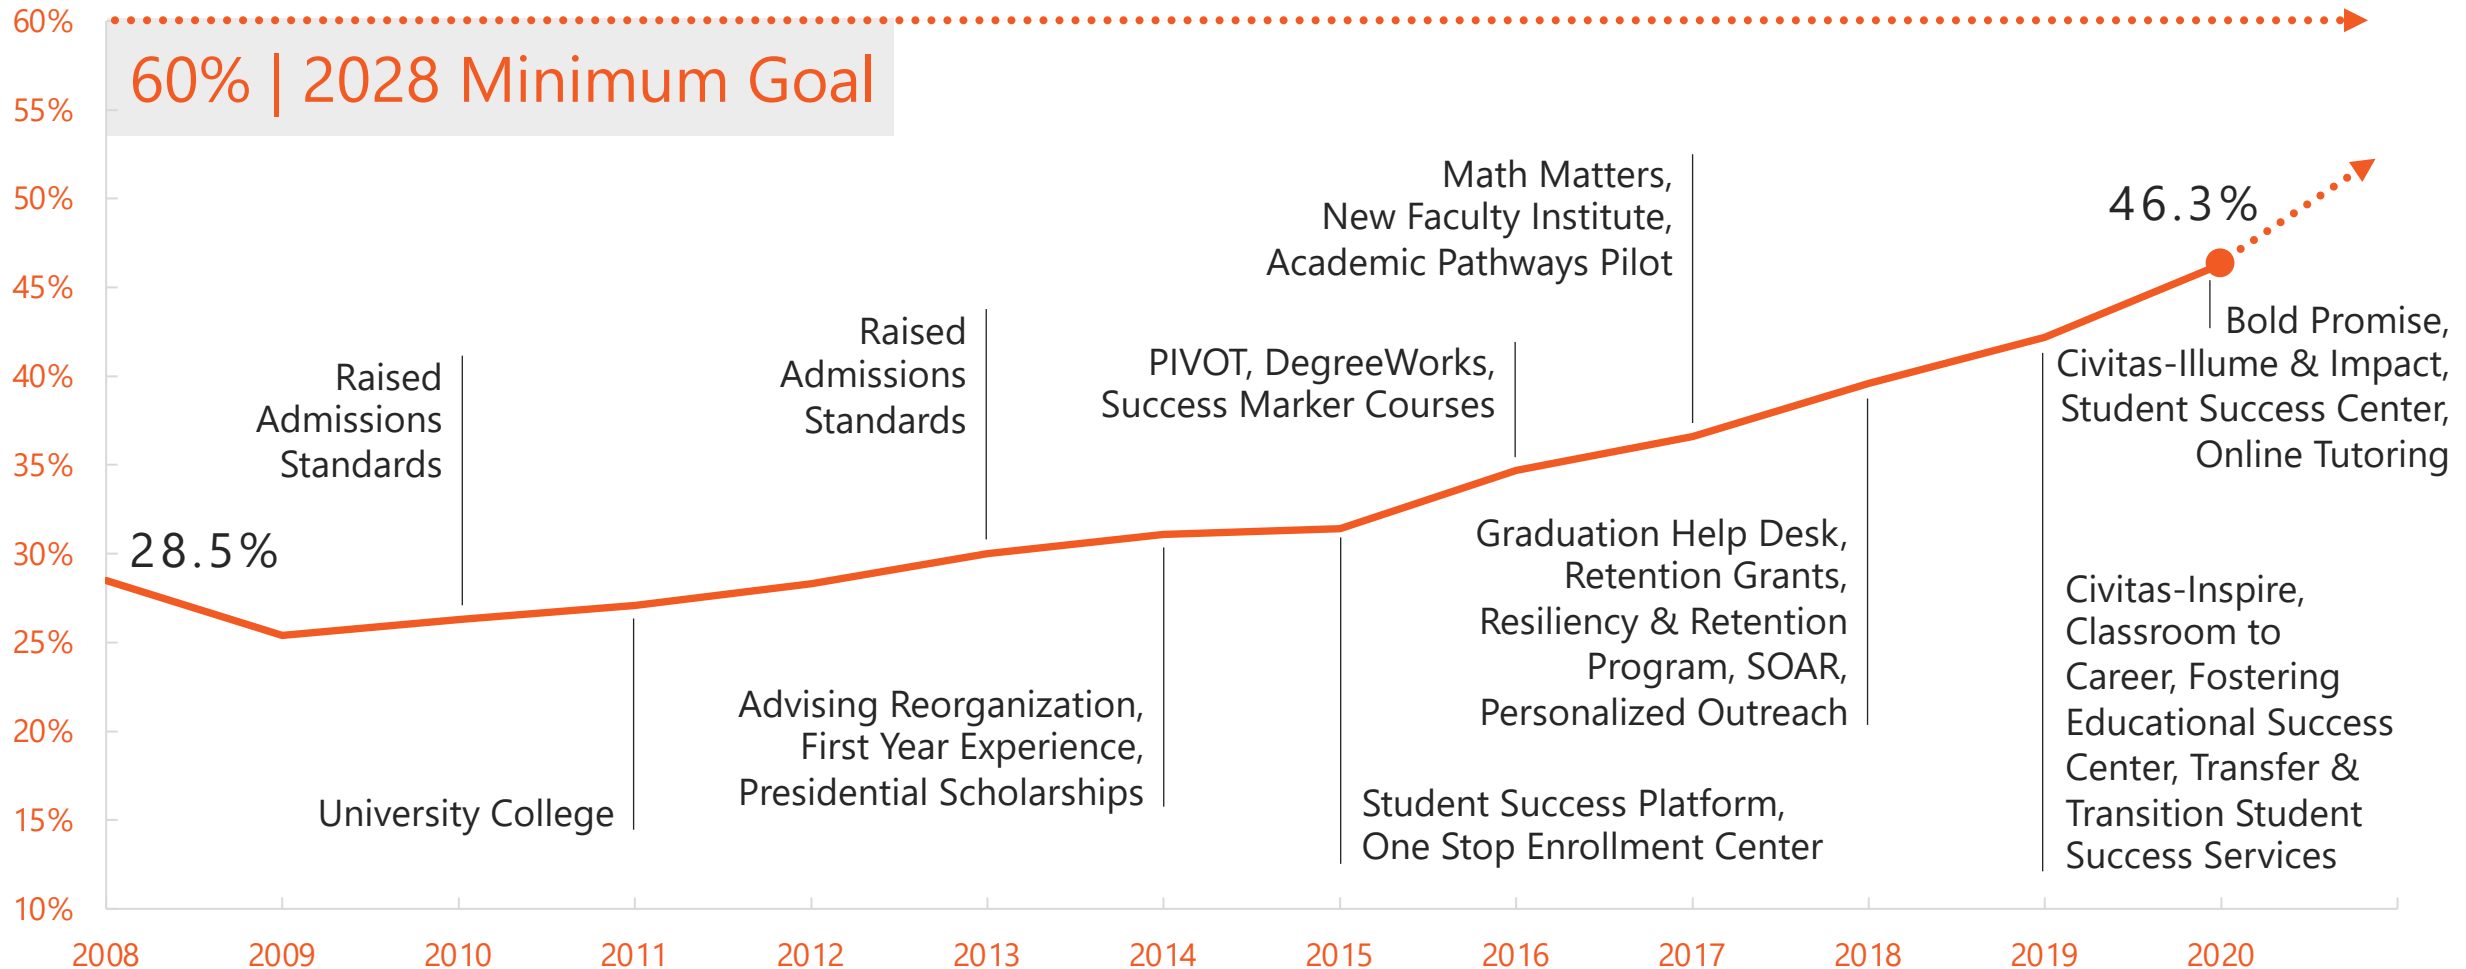 60%
60% | 2028 Minimum Goal
55%
50%
45%
40%
35%
30%
25%
20%
15%
10%
28.5%
Raised
Admissions
Standards
University College
Raised
Admissions
Standards
Advising Reorganization,
First Year Experience,
Presidential Scholarships
Student Success Platform,
One Stop Enrollment Center
PIVOT, DegreeWorks,
Success Marker Courses
Math Matters,
New Faculty Institute,
Academic Pathways Pilot
Graduation Help Desk,
Retention Grants,
Resiliency & Retention
Program, SOAR,
Personalized Outreach
Civitas-Inspire,
Classroom to
Career, Fostering
Educational Success
Center, Transfer &
Transition Student
Success Services
46.3%
Bold Promise,
Civitas-Illume & Impact,
Student Success Center,
Online Tutoring
2008 2009 2010 2011 2012 2013 2014 2015 2016 2017 2018 2019 2020